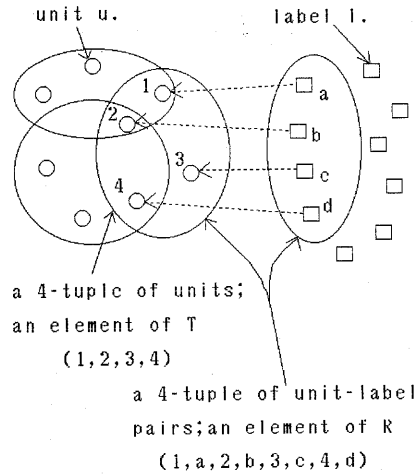 unit u.
label l.
1
2
3
4
a
b
c
d
a 4-tuple of units;
an element of T
(1,2,3,4)
a 4-tuple of unit-label
pairs;an element of R
(1,a,2,b,3,c,4,d)